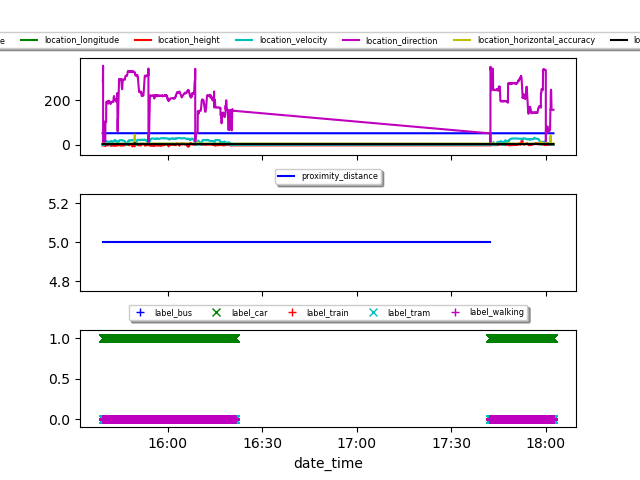 e location_longitude location_height location_velocity location_direction location_horizontal_accuracy lo
200
0
proximity_distance
5.2
5.0
4.8
label_bus label_car label_train label_tram label_walking
1.0
0.5
0.0
16:00 16:30 17:00 17:30 18:00
date_time